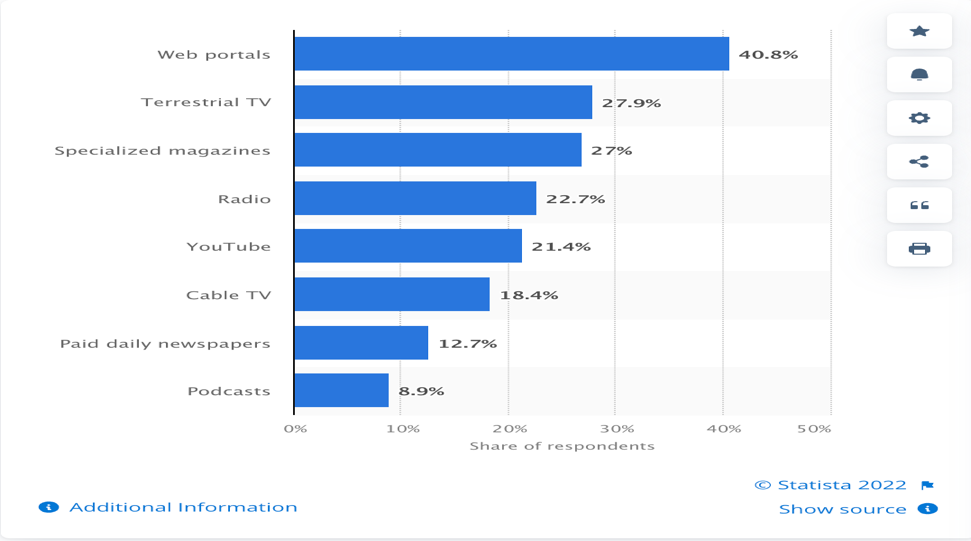 Web portals 40.8%
Terrestrial TV 27.9%
Specialized magazines 27%
Radio 22.7%
YouTube 21.4%
Cable TV 18.4%
Paid daily newspapers 12.7%
Podcasts 8.9%
0% 10% 20% 30% 40% 50%
Share of respondents
© Statista 2022
Additional Information
Show source